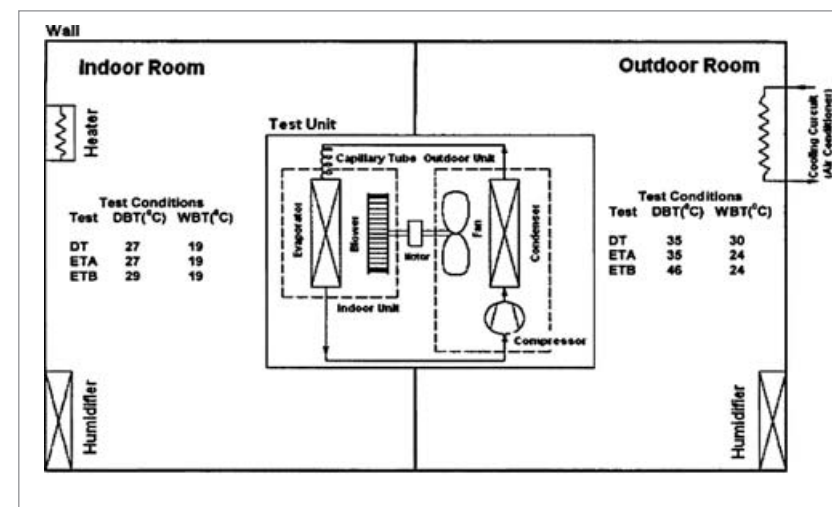 Wall
Indoor Room
Outdoor Room
Heater
Test Unit
Capillary Tube Outdoor Unit
Cooling Curcuit
(Air Conditioner)
Test Conditions
Test DBT(°C) WBT(°C)
DT 27 19
ETA 27 19
ETB 29 19
Evaporator
Blower
Motor
Fan
Condenser
Test Conditions
Test DBT(°C) WBT(°C)
DT 35 30
ETA 35 24
ETB 46 24
Indoor Unit
Compressor
Humidifier
Humidifier